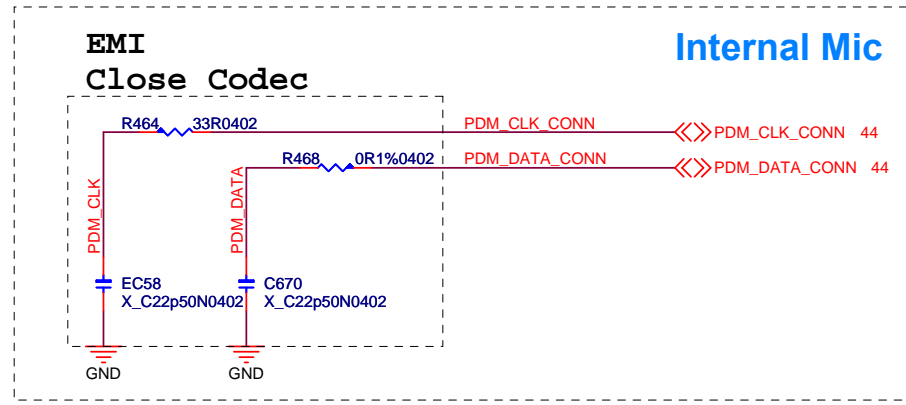 EMI
Close Codec
Internal Mic
R464 33R0402
PDM_CLK_CONN
PDM_CLK_CONN 44
R468 0R1%0402
PDM_DATA_CONN
PDM_DATA_CONN 44
PDM_CLK
PDM_DATA
EC58
X_C22p50N0402
C670
X_C22p50N0402
GND
GND